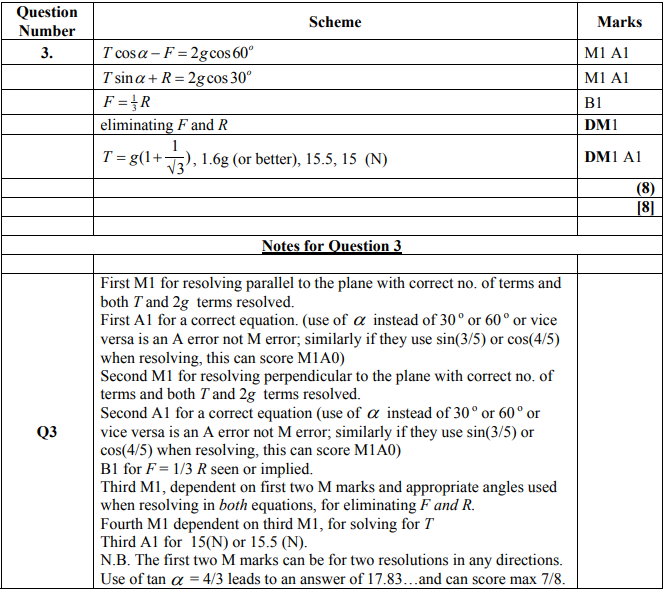 Question Number Scheme Marks
3. T cos α – F = 2g cos 60° M1 A1
T sin α + R = 2g cos 30° M1 A1
F = 1/3 R B1
eliminating F and R DM1
T = g(1 + 1/√3), 1.6g (or better), 15.5, 15 (N) DM1 A1
(8)
[8]
Notes for Question 3
Q3
First M1 for resolving parallel to the plane with correct no. of terms and
both T and 2g terms resolved.
First A1 for a correct equation. (use of α instead of 30° or 60° or vice
versa is an A error not M error; similarly if they use sin(3/5) or cos(4/5)
when resolving, this can score M1A0)
Second M1 for resolving perpendicular to the plane with correct no. of
terms and both T and 2g terms resolved.
Second A1 for a correct equation (use of α instead of 30° or 60° or
vice versa is an A error not M error; similarly if they use sin(3/5) or
cos(4/5) when resolving, this can score M1A0)
B1 for F = 1/3 R seen or implied.
Third M1, dependent on first two M marks and appropriate angles used
when resolving in both equations, for eliminating F and R.
Fourth M1 dependent on third M1, for solving for T
Third A1 for 15(N) or 15.5 (N).
N.B. The first two M marks can be for two resolutions in any directions.
Use of tan α = 4/3 leads to an answer of 17.83…and can score max 7/8.